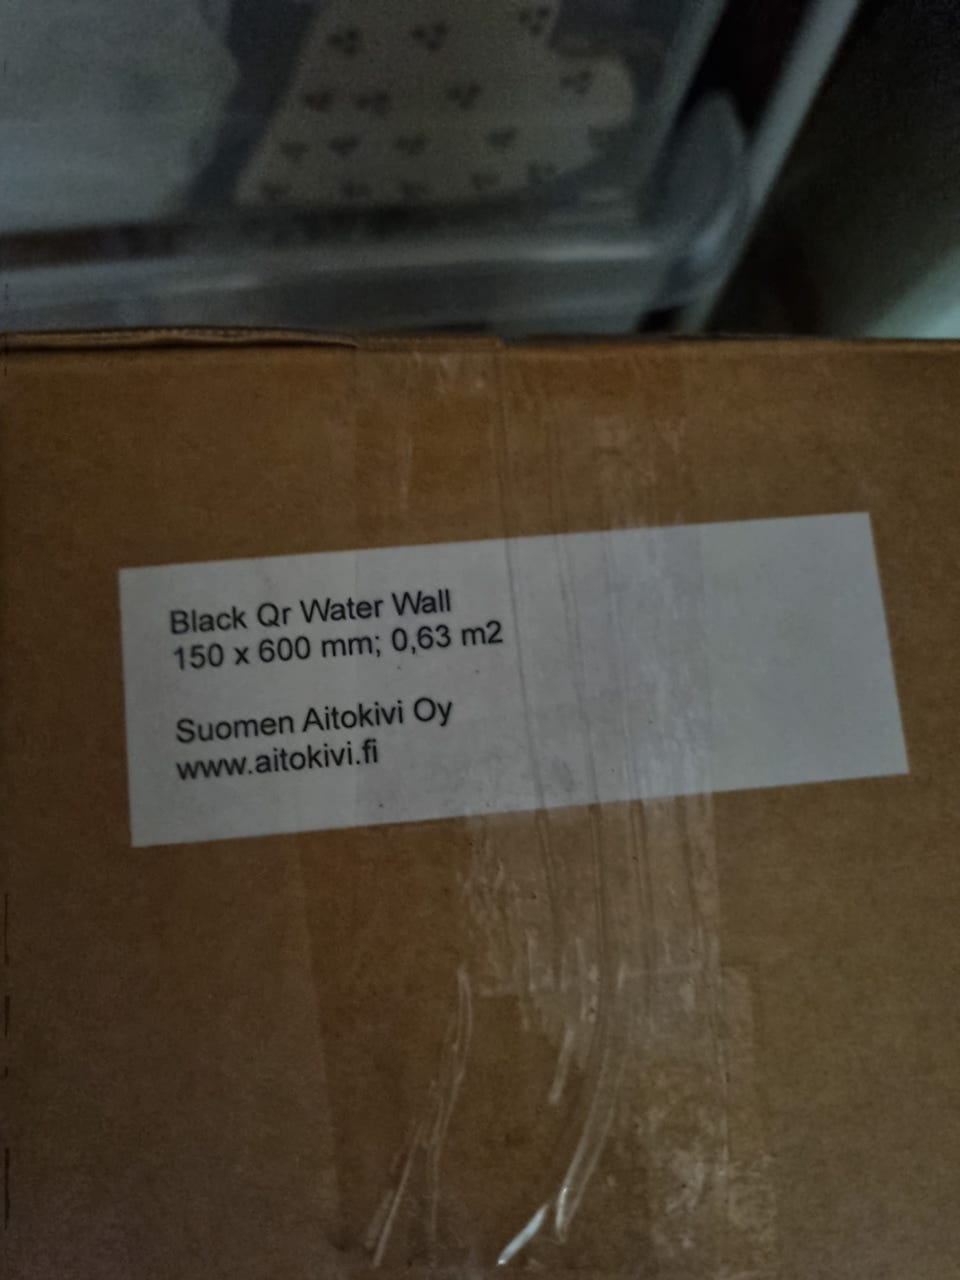 Black Qr Water Wall
150 x 600 mm; 0,63 m2
Suomen Aitokivi Oy
www.aitokivi.fi